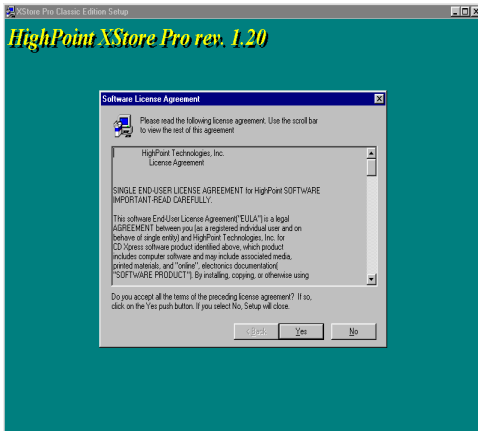 XStore Pro Classic Edition Setup
HighPoint XStore Pro rev. 1.20
Software License Agreement
Please read the following license agreement. Use the scroll bar
to view the rest of this agreement
HighPoint Technologies, Inc.
License Agreement
SINGLE END-USER LICENSE AGREEMENT for HighPoint SOFTWARE
IMPORTANT-READ CAREFULLY.
This software End-User License Agreement("EULA") is a legal
AGREEMENT between you (as a registered individual user and on
behave of single entity) and HighPoint Technologies, Inc. for
CD Xpress software product identified above, which product
includes computer software and may include associated media,
printed materials, and "online", electronics documentation(
"SOFTWARE PRODUCT"). By installing, copying, or otherwise using
Do you accept all the terms of the preceding license agreement? If so,
click on the Yes push button. If you select No, Setup will close.
< Back
Yes
No